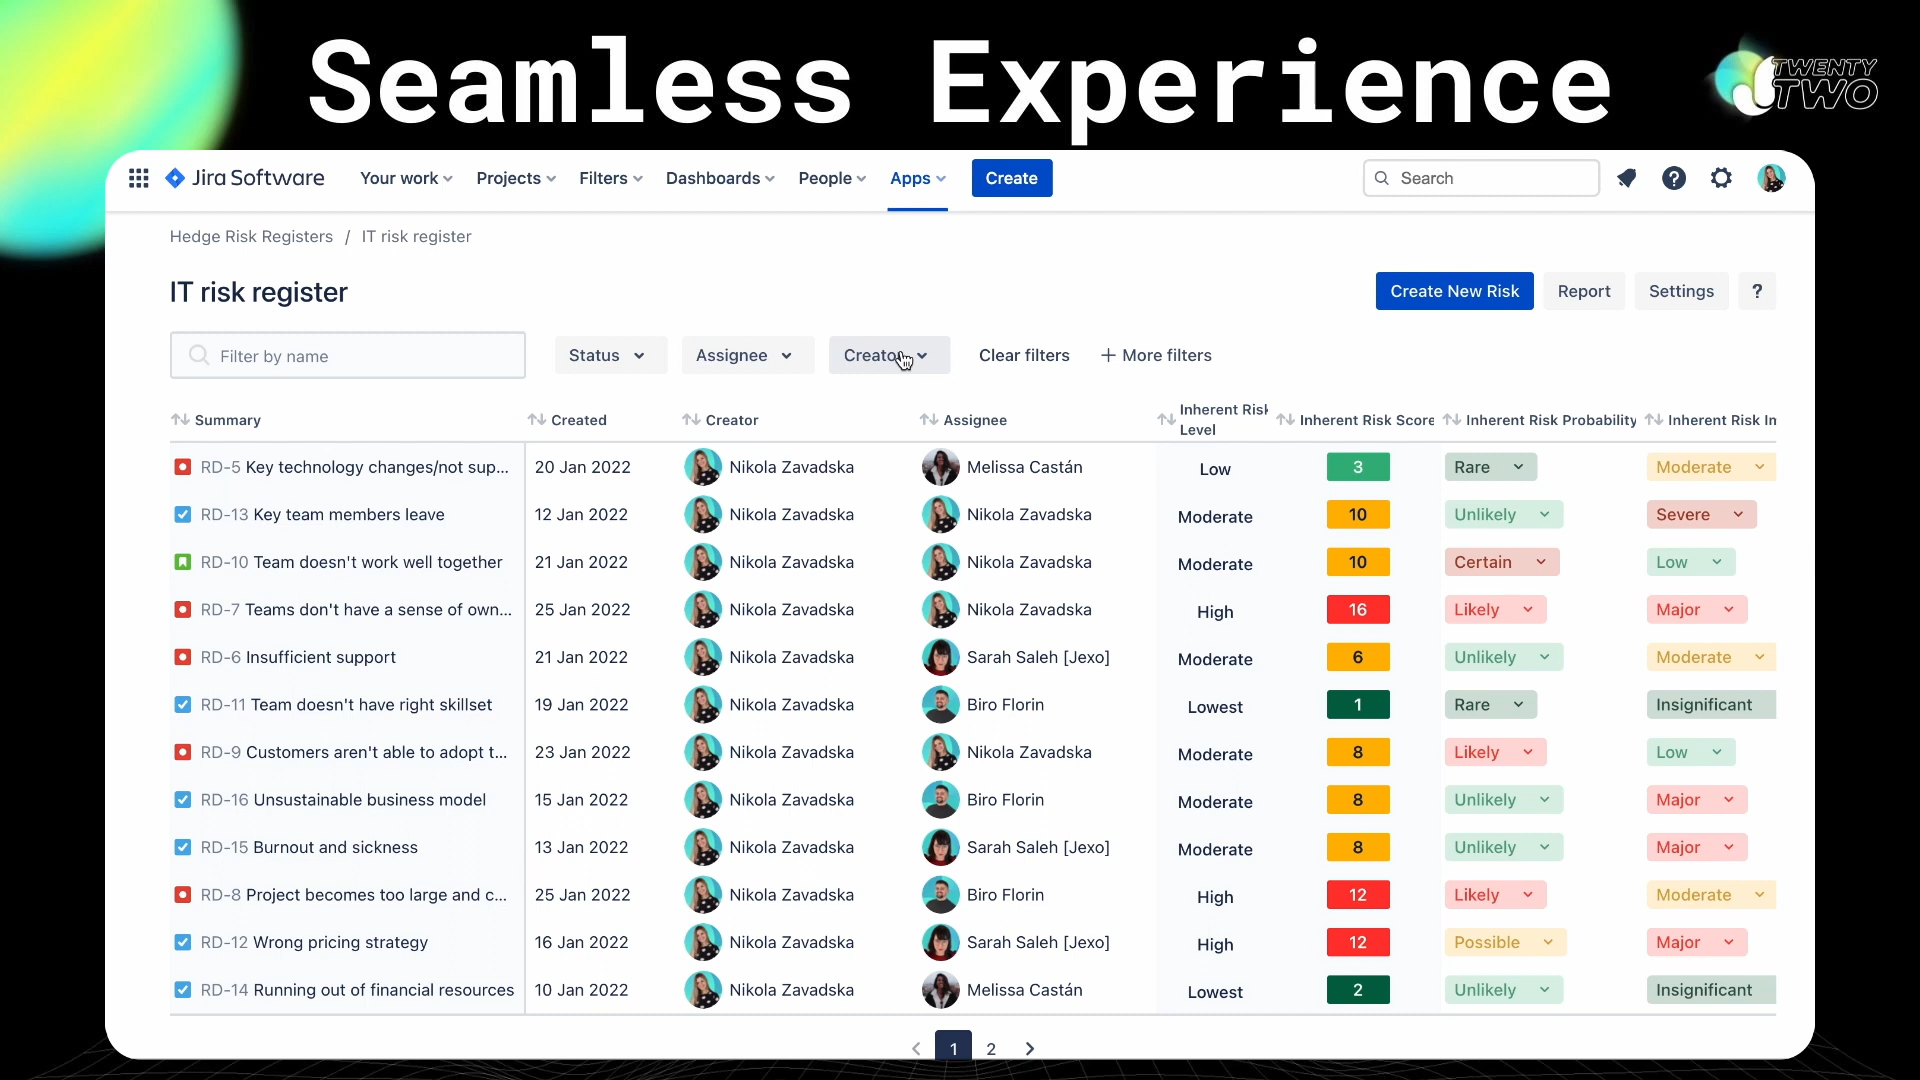 Seamless Experience
TWENTY
TWO
Jira Software Your work Projects Filters Dashboards People Apps Create Search
Hedge Risk Registers / IT risk register
IT risk register
Create New Risk Report Settings ?
Filter by name Status Assignee Creator Clear filters + More filters
Summary Created Creator Assignee Inherent Risk Level Inherent Risk Score Inherent Risk Probability Inherent Risk Im
RD-5 Key technology changes/not sup... 20 Jan 2022 Nikola Zavadska Melissa Castán Low 3 Rare Moderate
RD-13 Key team members leave 12 Jan 2022 Nikola Zavadska Nikola Zavadska Moderate 10 Unlikely Severe
RD-10 Team doesn't work well together 21 Jan 2022 Nikola Zavadska Nikola Zavadska Moderate 10 Certain Low
RD-7 Teams don't have a sense of own... 25 Jan 2022 Nikola Zavadska Nikola Zavadska High 16 Likely Major
RD-6 Insufficient support 21 Jan 2022 Nikola Zavadska Sarah Saleh [Jexo] Moderate 6 Unlikely Moderate
RD-11 Team doesn't have right skillset 19 Jan 2022 Nikola Zavadska Biro Florin Lowest 1 Rare Insignificant
RD-9 Customers aren't able to adopt t... 23 Jan 2022 Nikola Zavadska Nikola Zavadska Moderate 8 Likely Low
RD-16 Unsustainable business model 15 Jan 2022 Nikola Zavadska Biro Florin Moderate 8 Unlikely Major
RD-15 Burnout and sickness 13 Jan 2022 Nikola Zavadska Sarah Saleh [Jexo] Moderate 8 Unlikely Major
RD-8 Project becomes too large and c... 25 Jan 2022 Nikola Zavadska Biro Florin High 12 Likely Moderate
RD-12 Wrong pricing strategy 16 Jan 2022 Nikola Zavadska Sarah Saleh [Jexo] High 12 Possible Major
RD-14 Running out of financial resources 10 Jan 2022 Nikola Zavadska Melissa Castán Lowest 2 Unlikely Insignificant
1 2